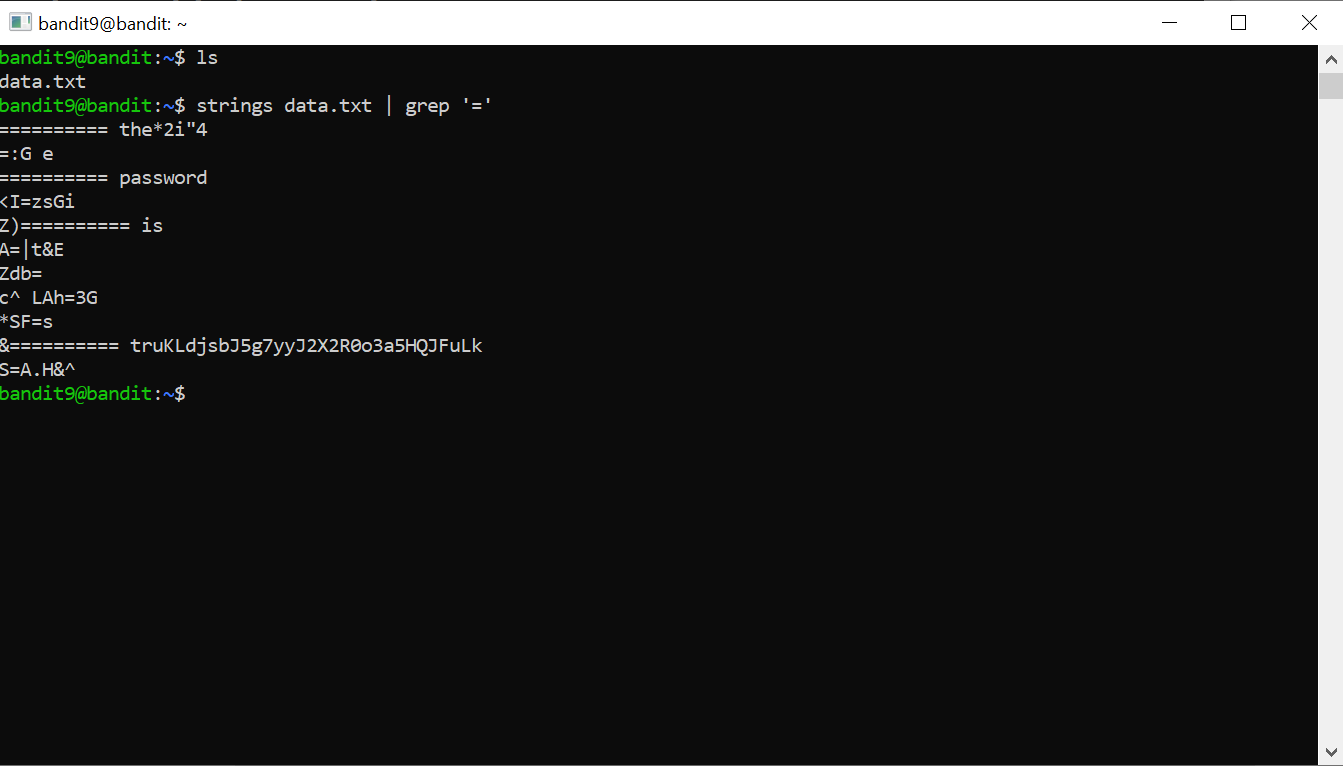 bandit9@bandit: ~
bandit9@bandit:~$ ls
data.txt
bandit9@bandit:~$ strings data.txt | grep '='
========== the*2i"4
=:G e
========== password
<I=zsGi
Z)========== is
A=|t&E
Zdb=
c^ LAh=3G
*SF=s
&========== truKLdjsbJ5g7yyJ2X2R0o3a5HQJFuLk
S=A.H&^
bandit9@bandit:~$